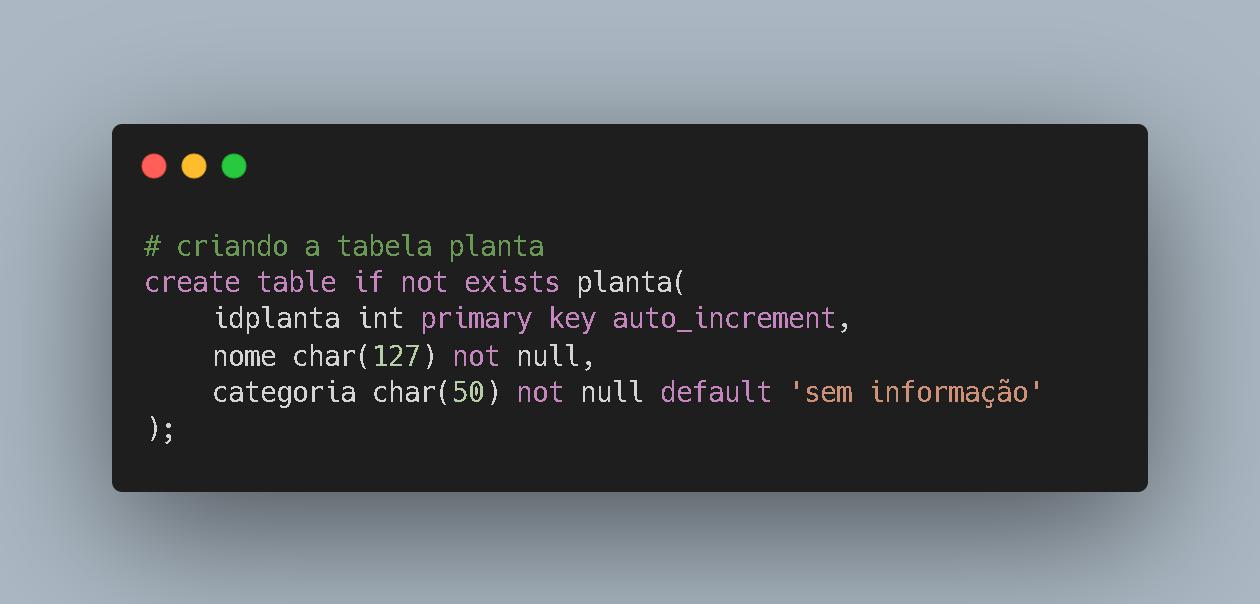 # criando a tabela planta
create table if not exists planta(
    idplanta int primary key auto_increment,
    nome char(127) not null,
    categoria char(50) not null default 'sem informação'
);